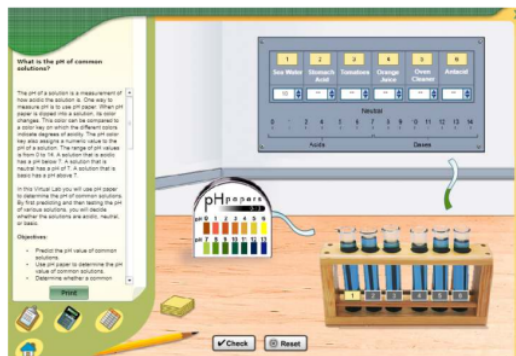 What is the pH of common
solutions?
The pH of a solution is a measurement of
how acidic the solution is. One way to
measure pH is to use pH paper. When pH
paper is dipped into a solution, its color
changes. This color can be compared to
a color key on which the different colors
indicate degrees of acidity. The pH color
key also assigns a numeric value to the
pH of a solution. The range of pH values
is from 0 to 14. A solution that is acidic
has a pH below 7. A solution that is
neutral has a pH of 7. A solution that is
basic has a pH above 7.
In this Virtual Lab you will use pH paper
to determine the pH of common solutions.
By first predicting and then testing the pH
of various solutions, you will decide
whether the solutions are acidic, neutral,
or basic.
Objectives:
• Predict the pH value of common
solutions.
• Use pH paper to determine the pH
value of common solutions.
• Determine whether a common
Print
1 2 3 4 5 6
Sea Water Stomach Acid Tomatoes Orange Juice Oven Cleaner Antacid
Neutral
0 1 2 3 4 5 6 7 8 9 10 11 12 13 14
Acids Bases
pHpapers
pH 0 1 2 3 4 5 6
pH 7 8 9 10 11 12 13
1 2 3 4 5 6
✓Check
Reset